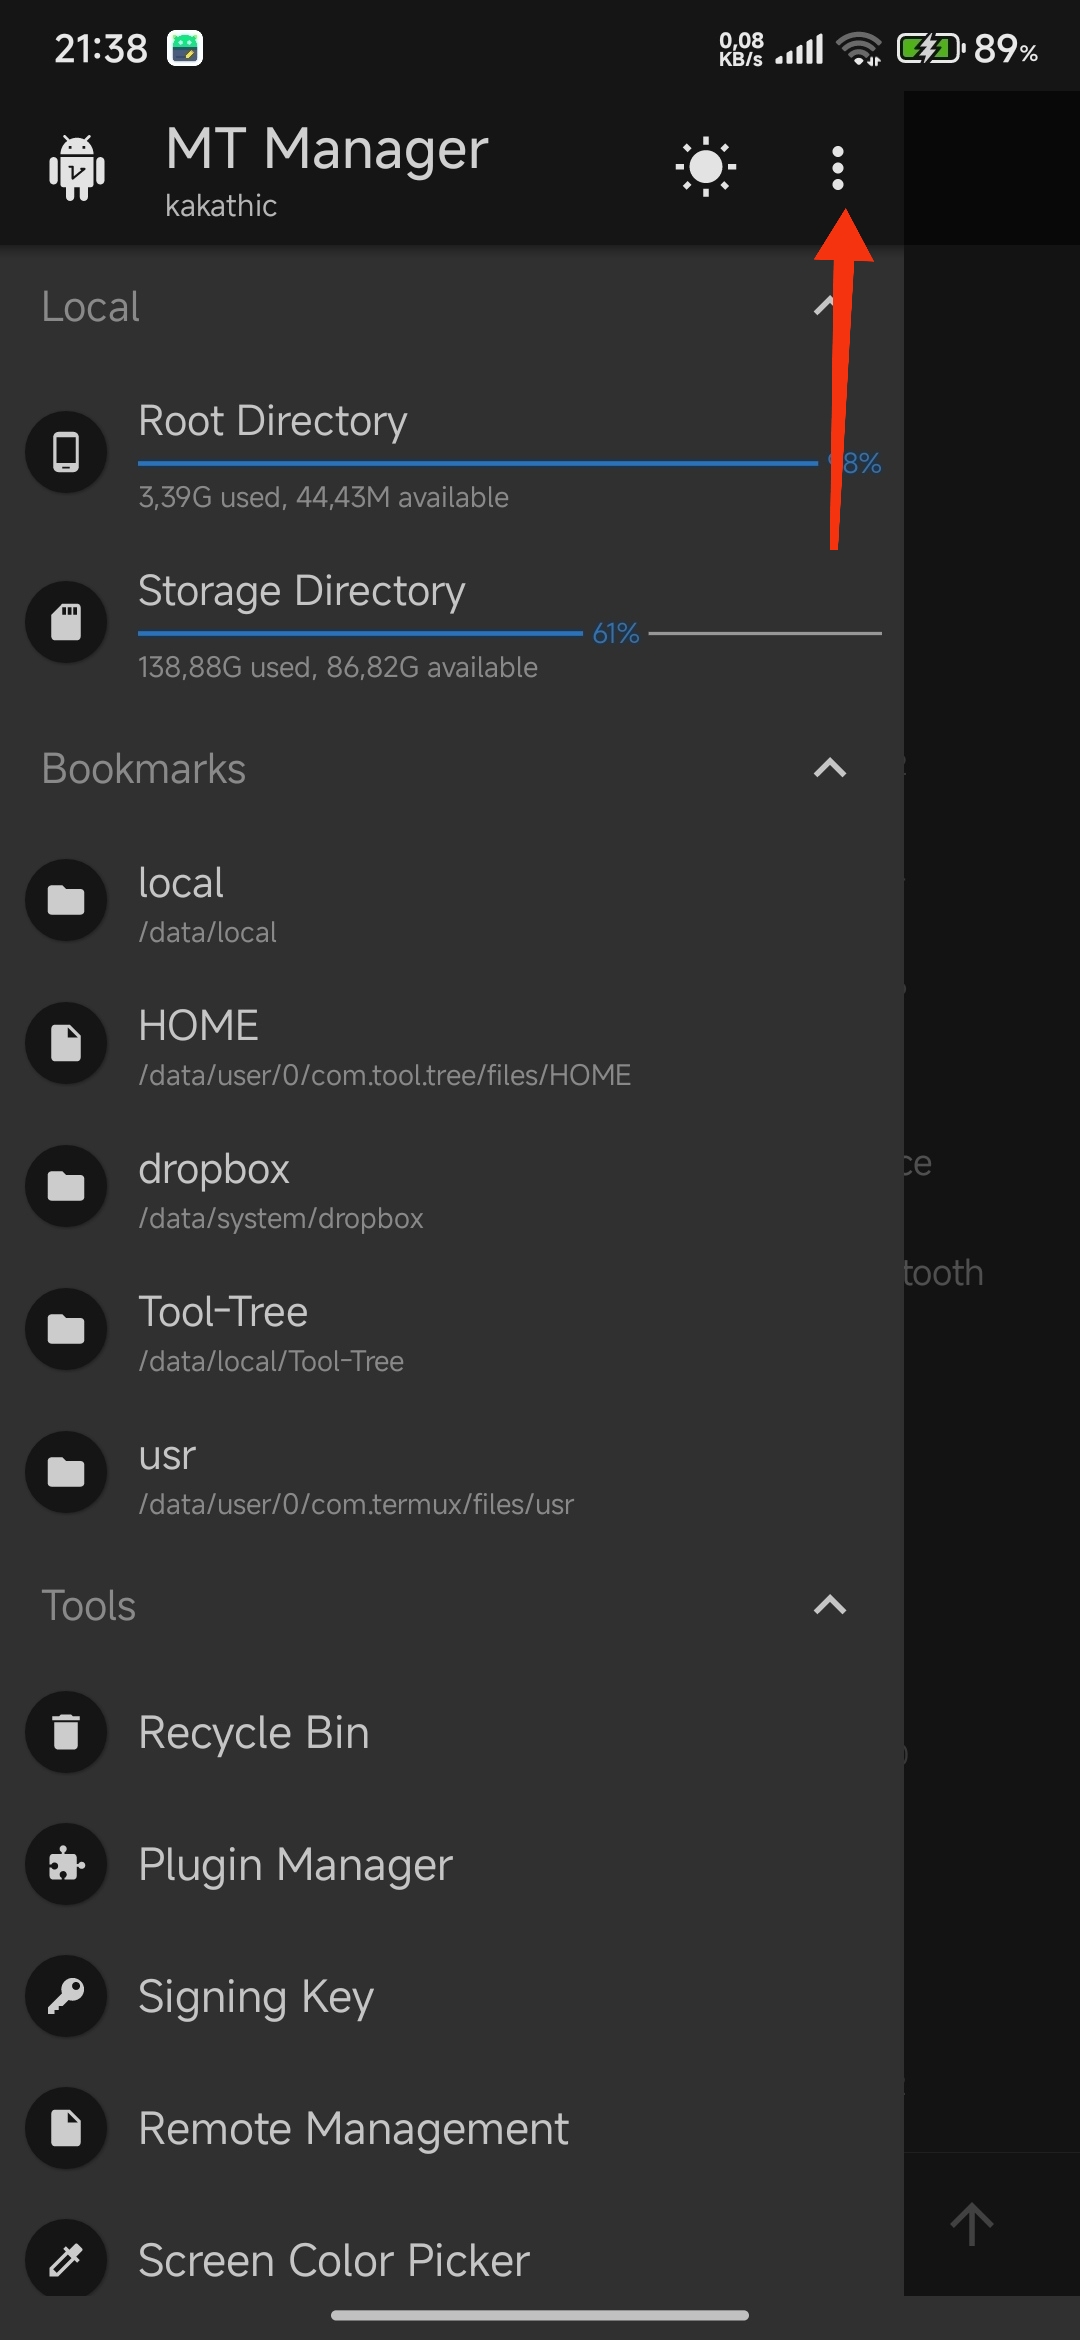 21:38
0,08
KB/s
89%
MT Manager
kakathic
Local
Root Directory
8%
3,39G used, 44,43M available
Storage Directory
61%
138,88G used, 86,82G available
Bookmarks
local
/data/local
HOME
/data/user/0/com.tool.tree/files/HOME
dropbox
/data/system/dropbox
ce
tooth
Tool-Tree
/data/local/Tool-Tree
usr
/data/user/0/com.termux/files/usr
Tools
Recycle Bin
Plugin Manager
Signing Key
Remote Management
Screen Color Picker